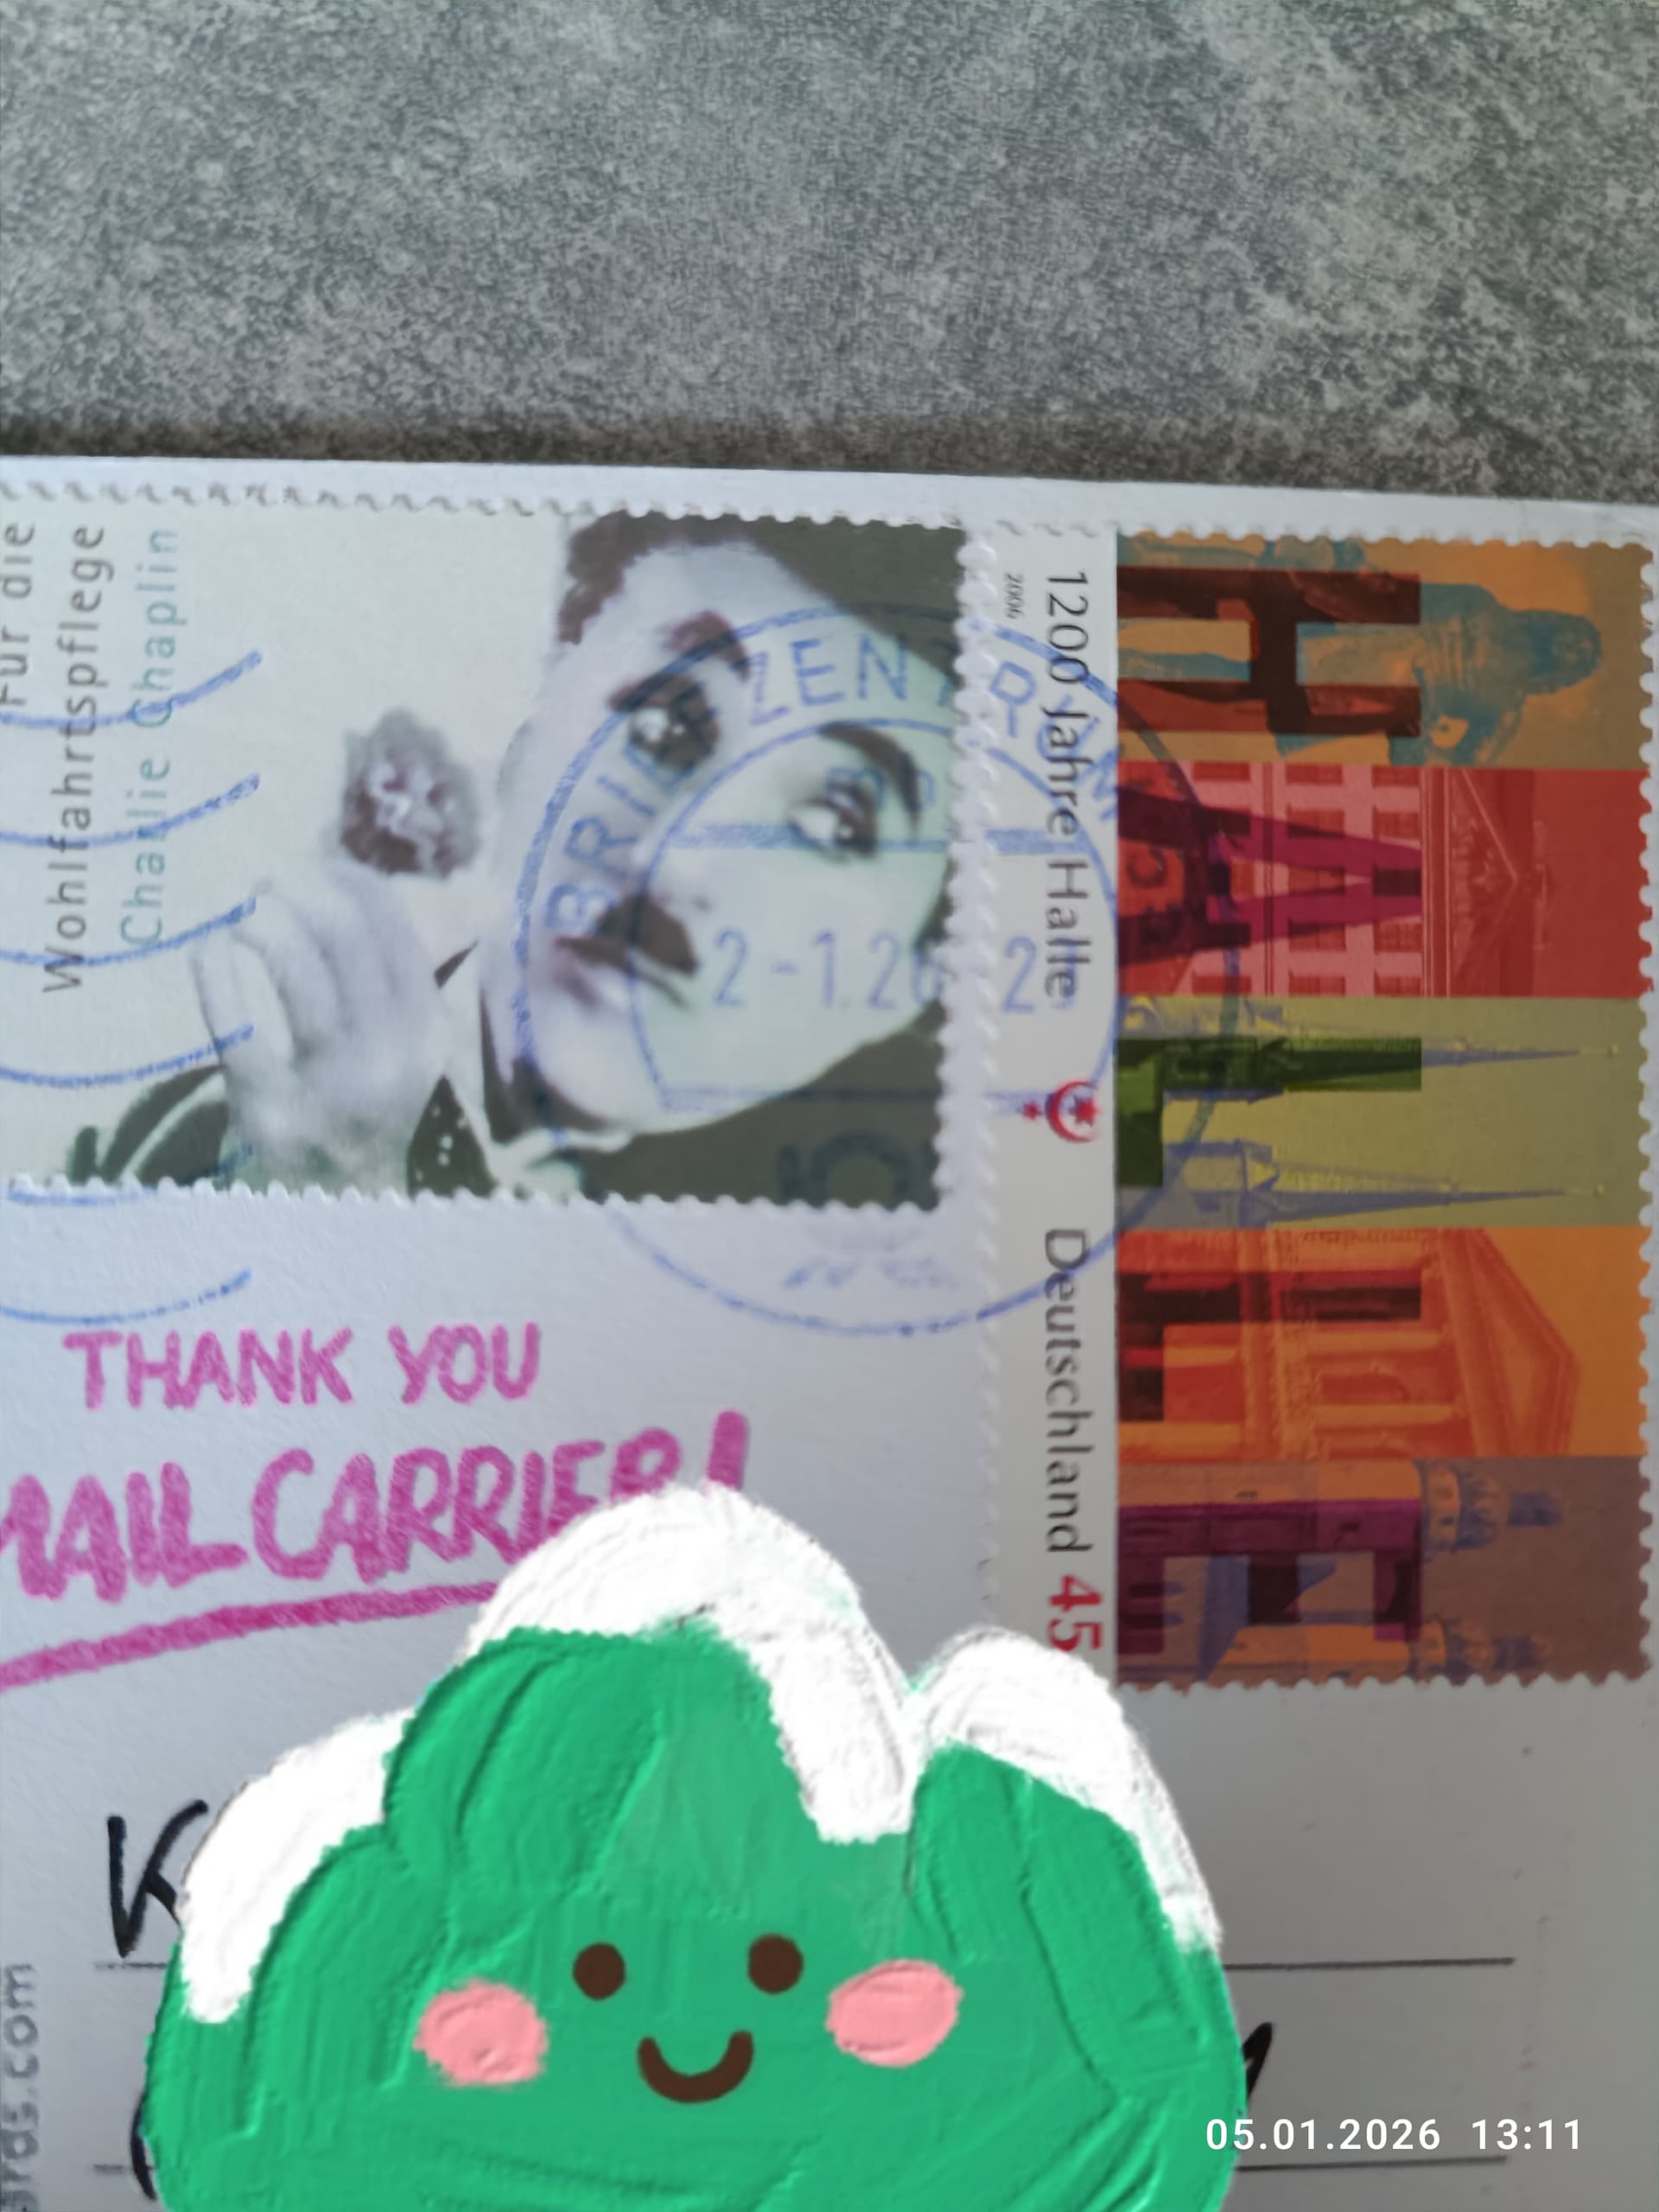 Für die
Wohlfahrtspflege
Charlie Chaplin
2006
1200 Jahre Halle
Deutschland 45
HALLE
BRIEFZENTRUM
2-1.26
THANK YOU
MAIL CARRIER!
05.01.2026 13:11